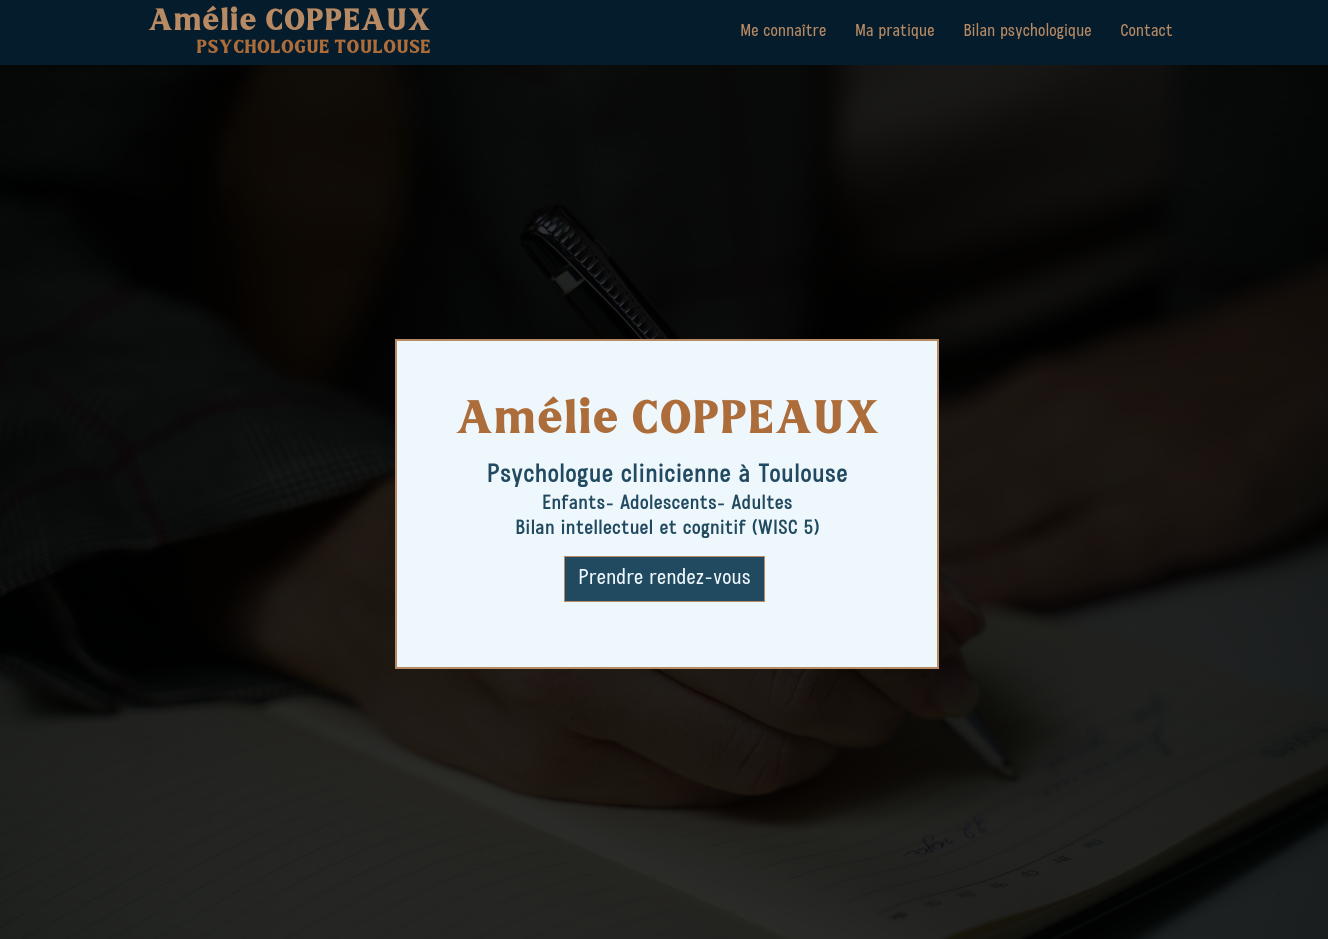 Amélie COPPEAUX
PSYCHOLOGUE TOULOUSE
Me connaître
Ma pratique
Bilan psychologique
Contact
Amélie COPPEAUX
Psychologue clinicienne à Toulouse
Enfants- Adolescents- Adultes
Bilan intellectuel et cognitif (WISC 5)
Prendre rendez-vous